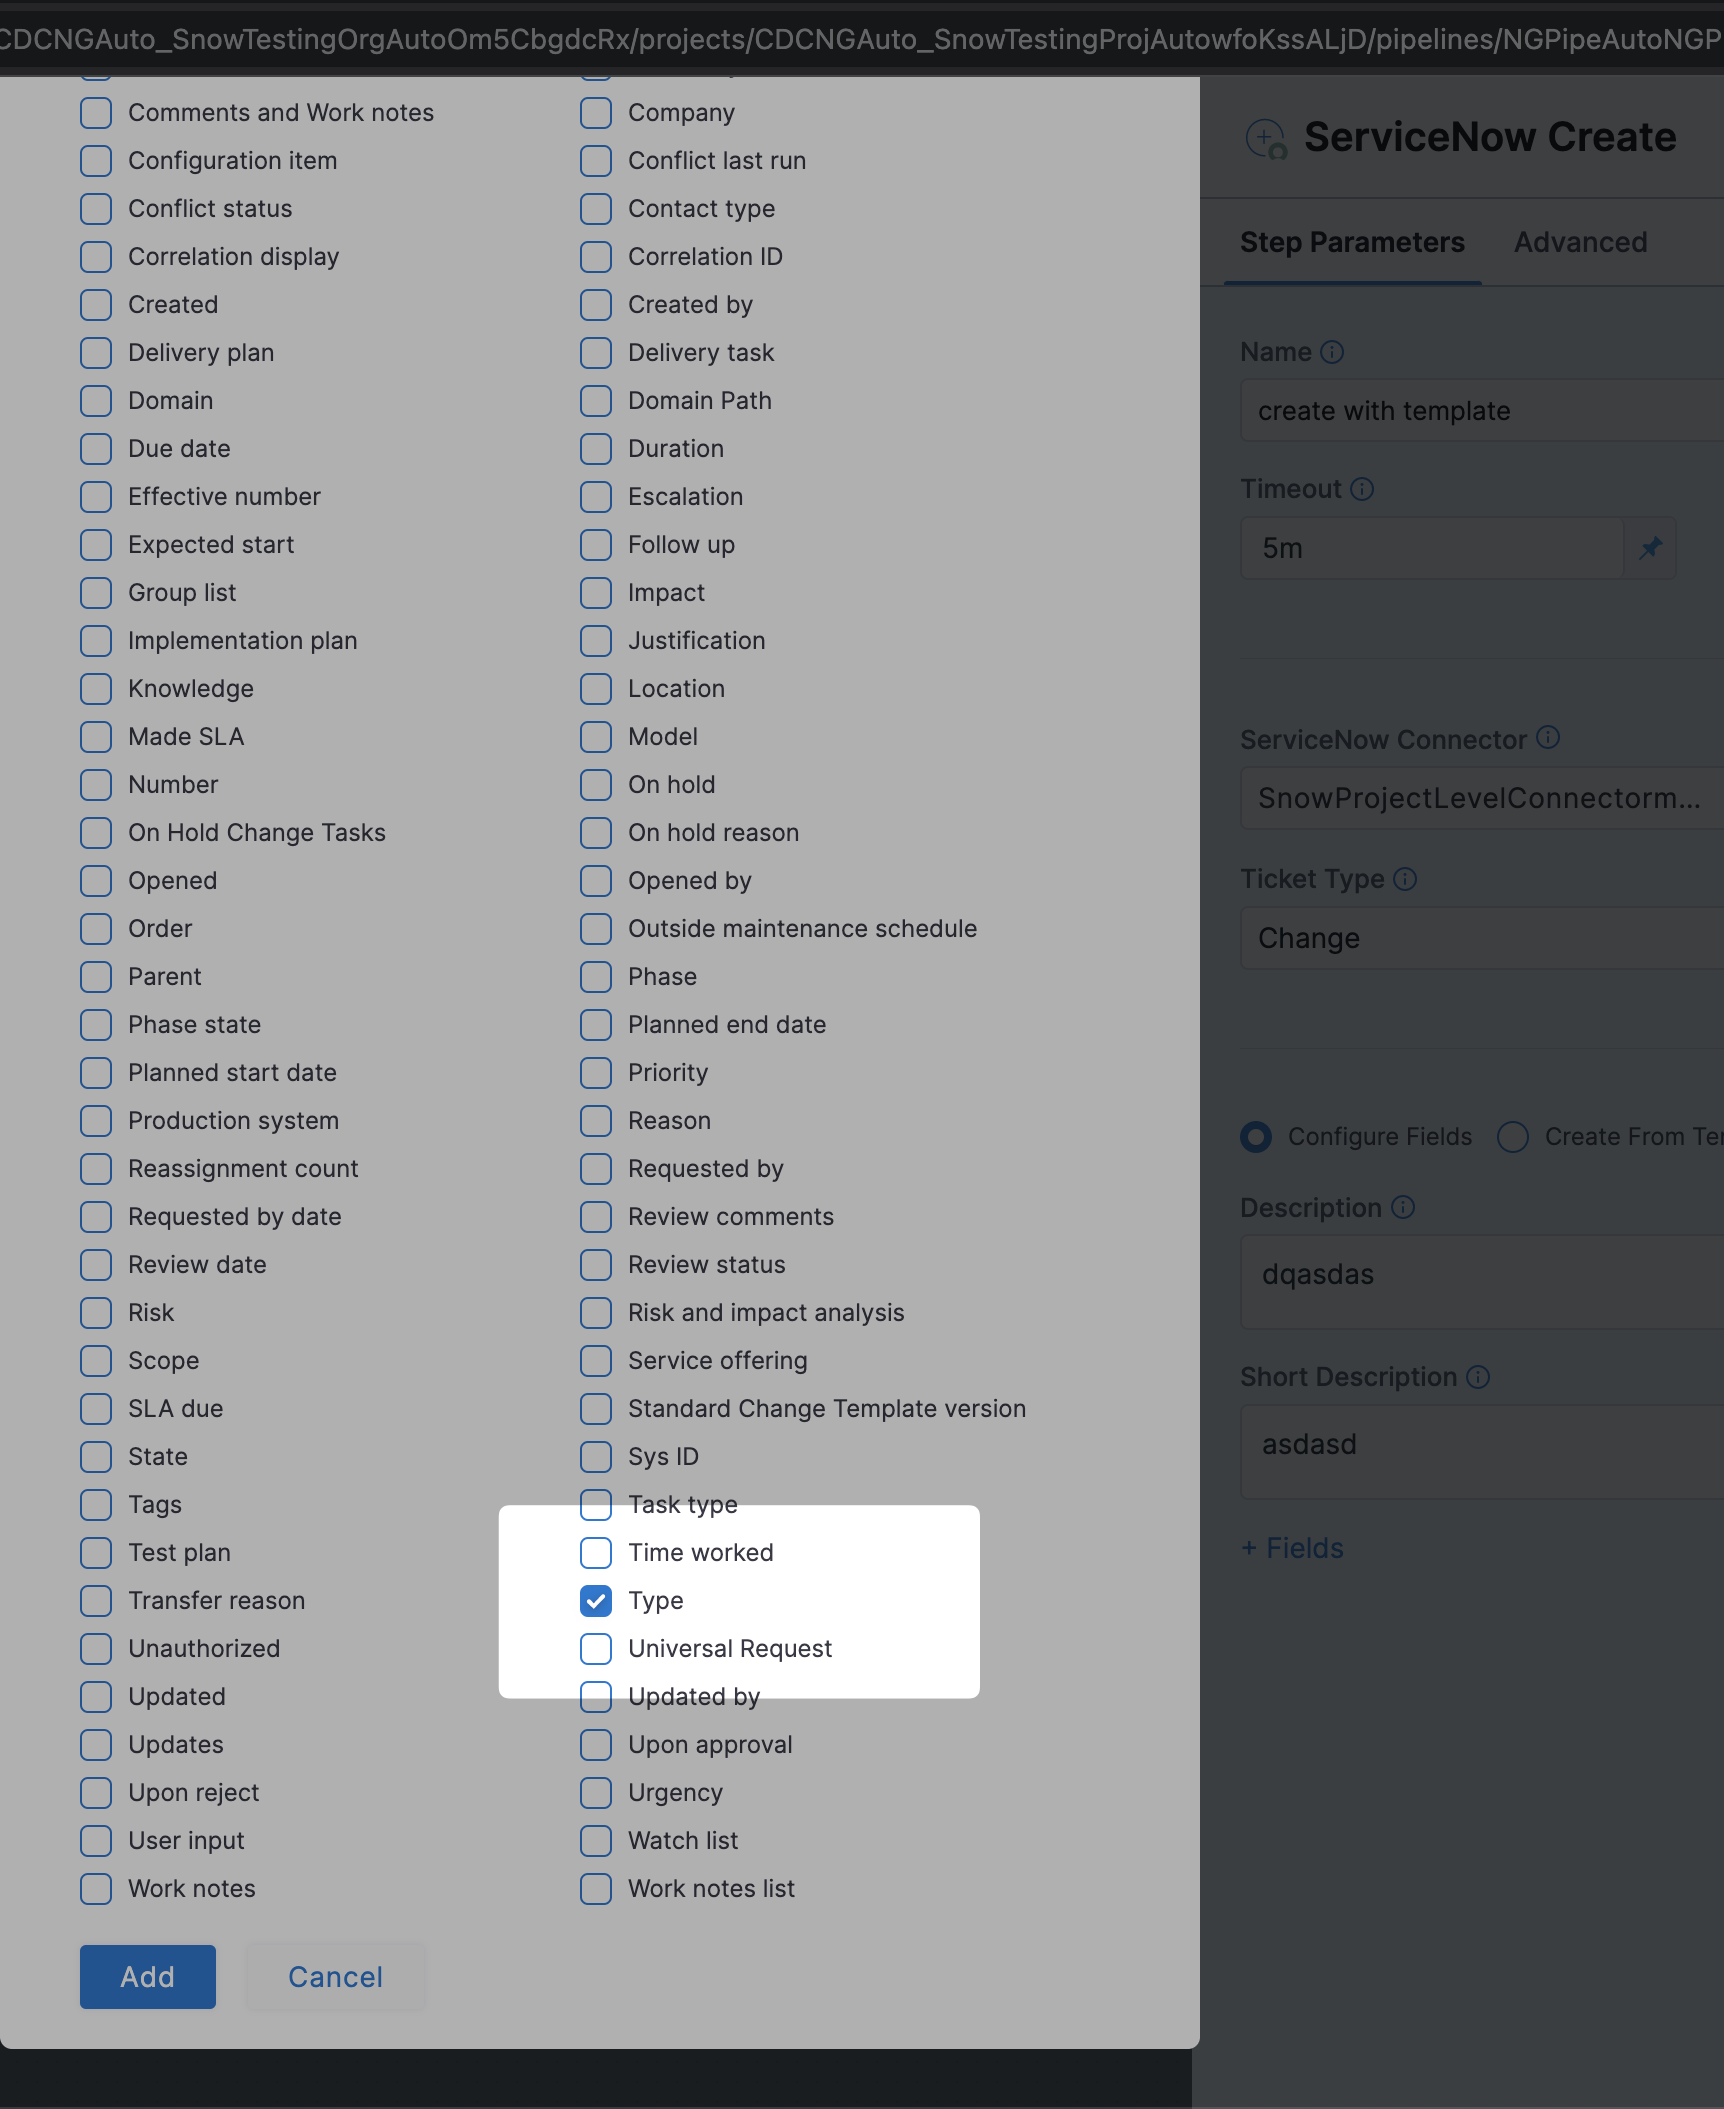 CDCNGAuto_SnowTestingOrgAutoOm5CbgdcRx/projects/CDCNGAuto_SnowTestingProjAutowfoKssALjD/pipelines/NGPipeAutoNGP
Comments and Work notes
Company
Configuration item
Conflict last run
Conflict status
Contact type
Correlation display
Correlation ID
Created
Created by
Delivery plan
Delivery task
Domain
Domain Path
Due date
Duration
Effective number
Escalation
Expected start
Follow up
Group list
Impact
Implementation plan
Justification
Knowledge
Location
Made SLA
Model
Number
On hold
On Hold Change Tasks
On hold reason
Opened
Opened by
Order
Outside maintenance schedule
Parent
Phase
Phase state
Planned end date
Planned start date
Priority
Production system
Reason
Reassignment count
Requested by
Requested by date
Review comments
Review date
Review status
Risk
Risk and impact analysis
Scope
Service offering
SLA due
Standard Change Template version
State
Sys ID
Tags
Task type
Test plan
Time worked
Transfer reason
Type
Unauthorized
Universal Request
Updated
Updated by
Updates
Upon approval
Upon reject
Urgency
User input
Watch list
Work notes
Work notes list
Add
Cancel
ServiceNow Create
Step Parameters
Advanced
Name
create with template
Timeout
5m
ServiceNow Connector
SnowProjectLevelConnectorm...
Ticket Type
Change
Configure Fields
Create From Te
Description
dqasdas
Short Description
asdasd
+ Fields